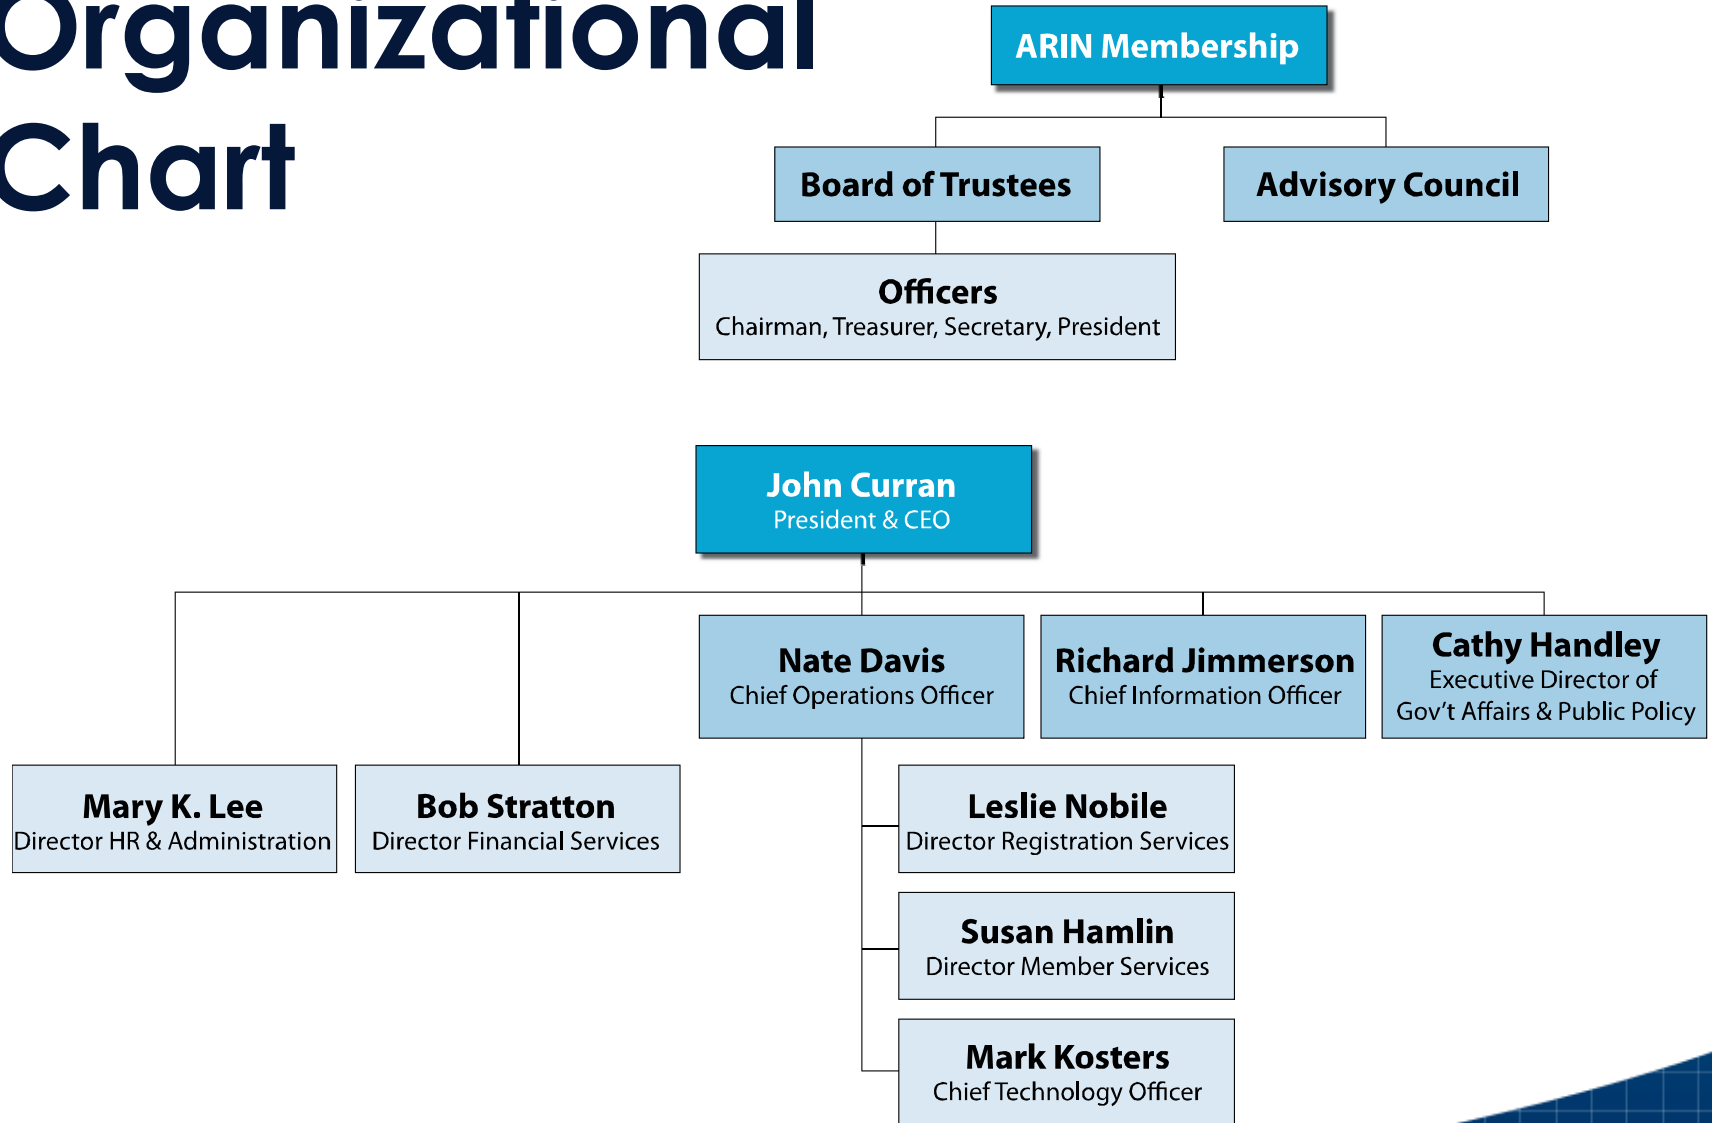 Organizational
Chart
ARIN Membership
Board of Trustees
Advisory Council
Officers
Chairman, Treasurer, Secretary, President
John Curran
President & CEO
Nate Davis
Chief Operations Officer
Richard Jimmerson
Chief Information Officer
Cathy Handley
Executive Director of
Gov't Affairs & Public Policy
Mary K. Lee
Director HR & Administration
Bob Stratton
Director Financial Services
Leslie Nobile
Director Registration Services
Susan Hamlin
Director Member Services
Mark Kosters
Chief Technology Officer